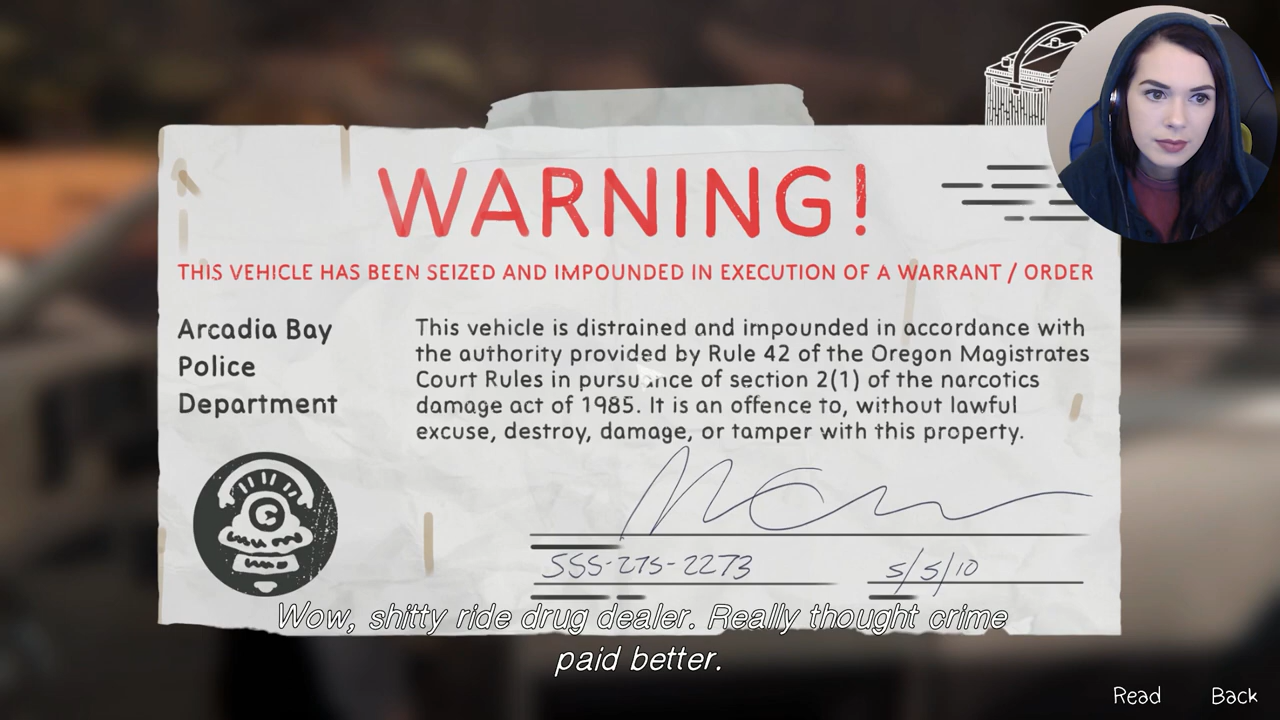 WARNING!
THIS VEHICLE HAS BEEN SEIZED AND IMPOUNDED IN EXECUTION OF A WARRANT / ORDER
Arcadia Bay
Police
Department
This vehicle is distrained and impounded in accordance with
the authority provided by Rule 42 of the Oregon Magistrates
Court Rules in pursuance of section 2(1) of the narcotics
damage act of 1985. It is an offence to, without lawful
excuse, destroy, damage, or tamper with this property.
555-275-2273
5/5/10
Wow, shitty ride drug dealer. Really thought crime
paid better.
Read Back